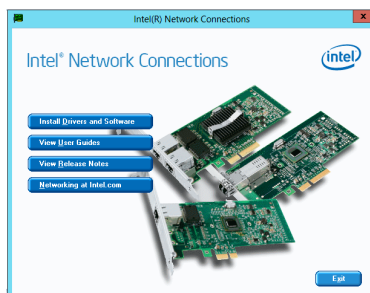 Intel(R) Network Connections
x
Intel® Network Connections
intel
Install Drivers and Software
View User Guides
View Release Notes
Networking at Intel.com
Exit